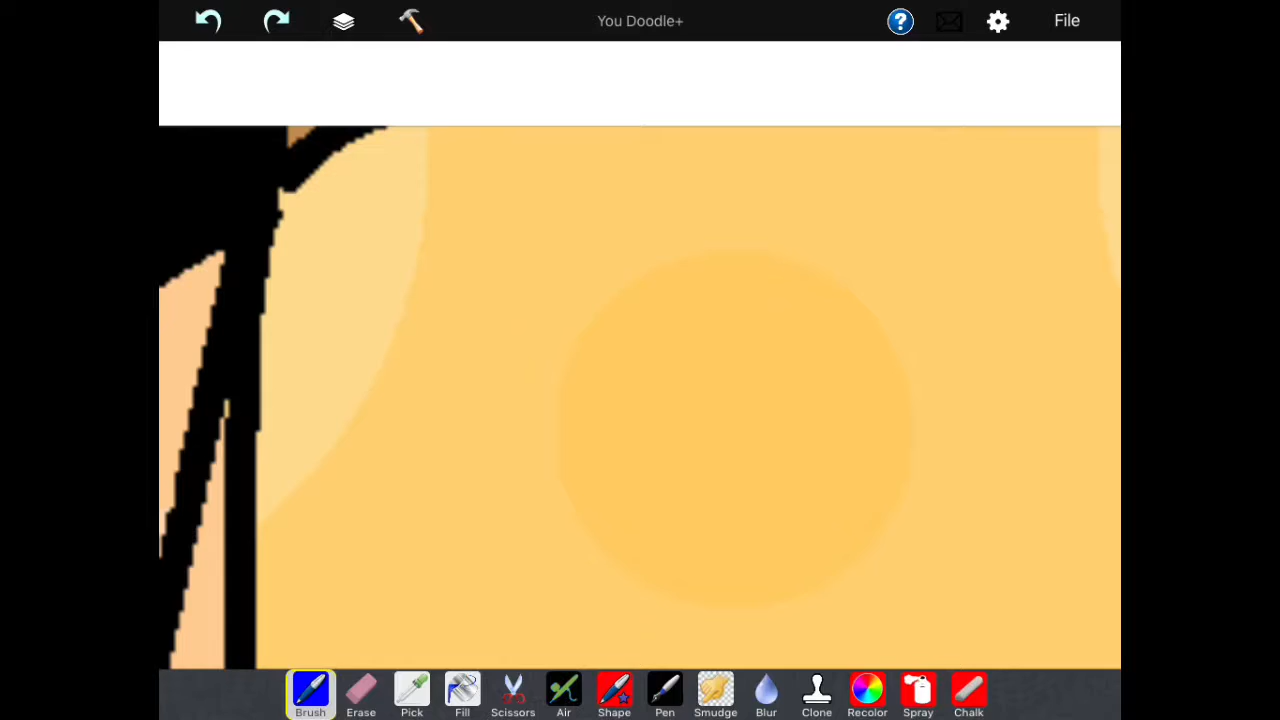 You Doodle+
File
Brush Erase Pick Fill Scissors Air Shape Pen Smudge Blur Clone Recolor Spray Chalk